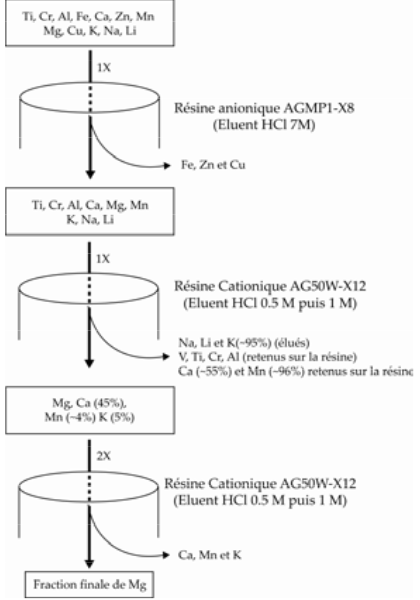 Ti, Cr, Al, Fe, Ca, Zn, Mn
Mg, Cu, K, Na, Li
1X
Résine anionique AGMP1-X8
(Eluent HCl 7M)
Fe, Zn et Cu
Ti, Cr, Al, Ca, Mg, Mn
K, Na, Li
1X
Résine Cationique AG50W-X12
(Eluent HCl 0.5 M puis 1 M)
Na, Li et K(~95%) (élués)
V, Ti, Cr, Al (retenus sur la résine)
Ca (~55%) et Mn (~96%) retenus sur la résine
Mg, Ca (45%),
Mn (~4%) K (5%)
2X
Résine Cationique AG50W-X12
(Eluent HCl 0.5 M puis 1 M)
Ca, Mn et K
Fraction finale de Mg